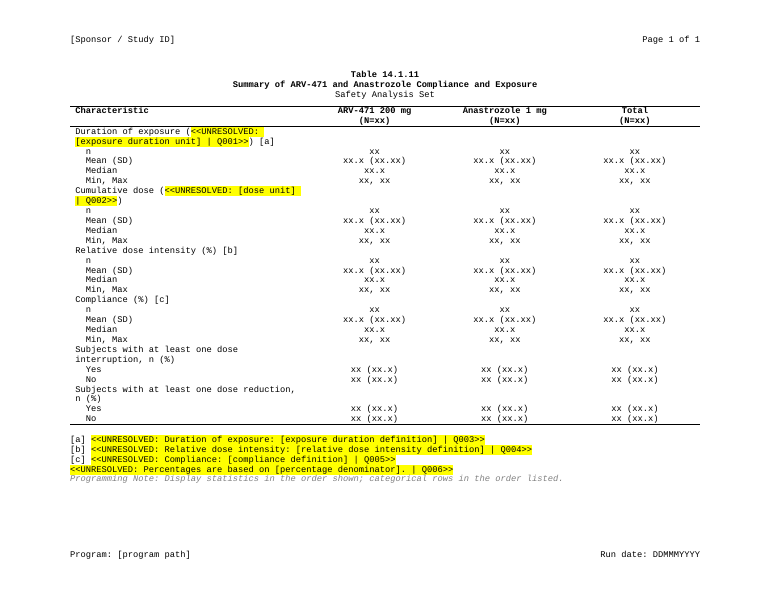 [Sponsor / Study ID] Page 1 of 1
Table 14.1.11
Summary of ARV-471 and Anastrozole Compliance and Exposure
Safety Analysis Set
Characteristic ARV-471 200 mg Anastrozole 1 mg Total
(N=xx) (N=xx) (N=xx)
Duration of exposure (<<UNRESOLVED:
[exposure duration unit] | Q001>>) [a]
n xx xx xx
Mean (SD) xx.x (xx.xx) xx.x (xx.xx) xx.x (xx.xx)
Median xx.x xx.x xx.x
Min, Max xx, xx xx, xx xx, xx
Cumulative dose (<<UNRESOLVED: [dose unit]
| Q002>>)
n xx xx xx
Mean (SD) xx.x (xx.xx) xx.x (xx.xx) xx.x (xx.xx)
Median xx.x xx.x xx.x
Min, Max xx, xx xx, xx xx, xx
Relative dose intensity (%) [b]
n xx xx xx
Mean (SD) xx.x (xx.xx) xx.x (xx.xx) xx.x (xx.xx)
Median xx.x xx.x xx.x
Min, Max xx, xx xx, xx xx, xx
Compliance (%) [c]
n xx xx xx
Mean (SD) xx.x (xx.xx) xx.x (xx.xx) xx.x (xx.xx)
Median xx.x xx.x xx.x
Min, Max xx, xx xx, xx xx, xx
Subjects with at least one dose
interruption, n (%)
Yes xx (xx.x) xx (xx.x) xx (xx.x)
No xx (xx.x) xx (xx.x) xx (xx.x)
Subjects with at least one dose reduction,
n (%)
Yes xx (xx.x) xx (xx.x) xx (xx.x)
No xx (xx.x) xx (xx.x) xx (xx.x)
[a] <<UNRESOLVED: Duration of exposure: [exposure duration definition] | Q003>>
[b] <<UNRESOLVED: Relative dose intensity: [relative dose intensity definition] | Q004>>
[c] <<UNRESOLVED: Compliance: [compliance definition] | Q005>>
<<UNRESOLVED: Percentages are based on [percentage denominator]. | Q006>>
Programming Note: Display statistics in the order shown; categorical rows in the order listed.
Program: [program path] Run date: DDMMMYYYY